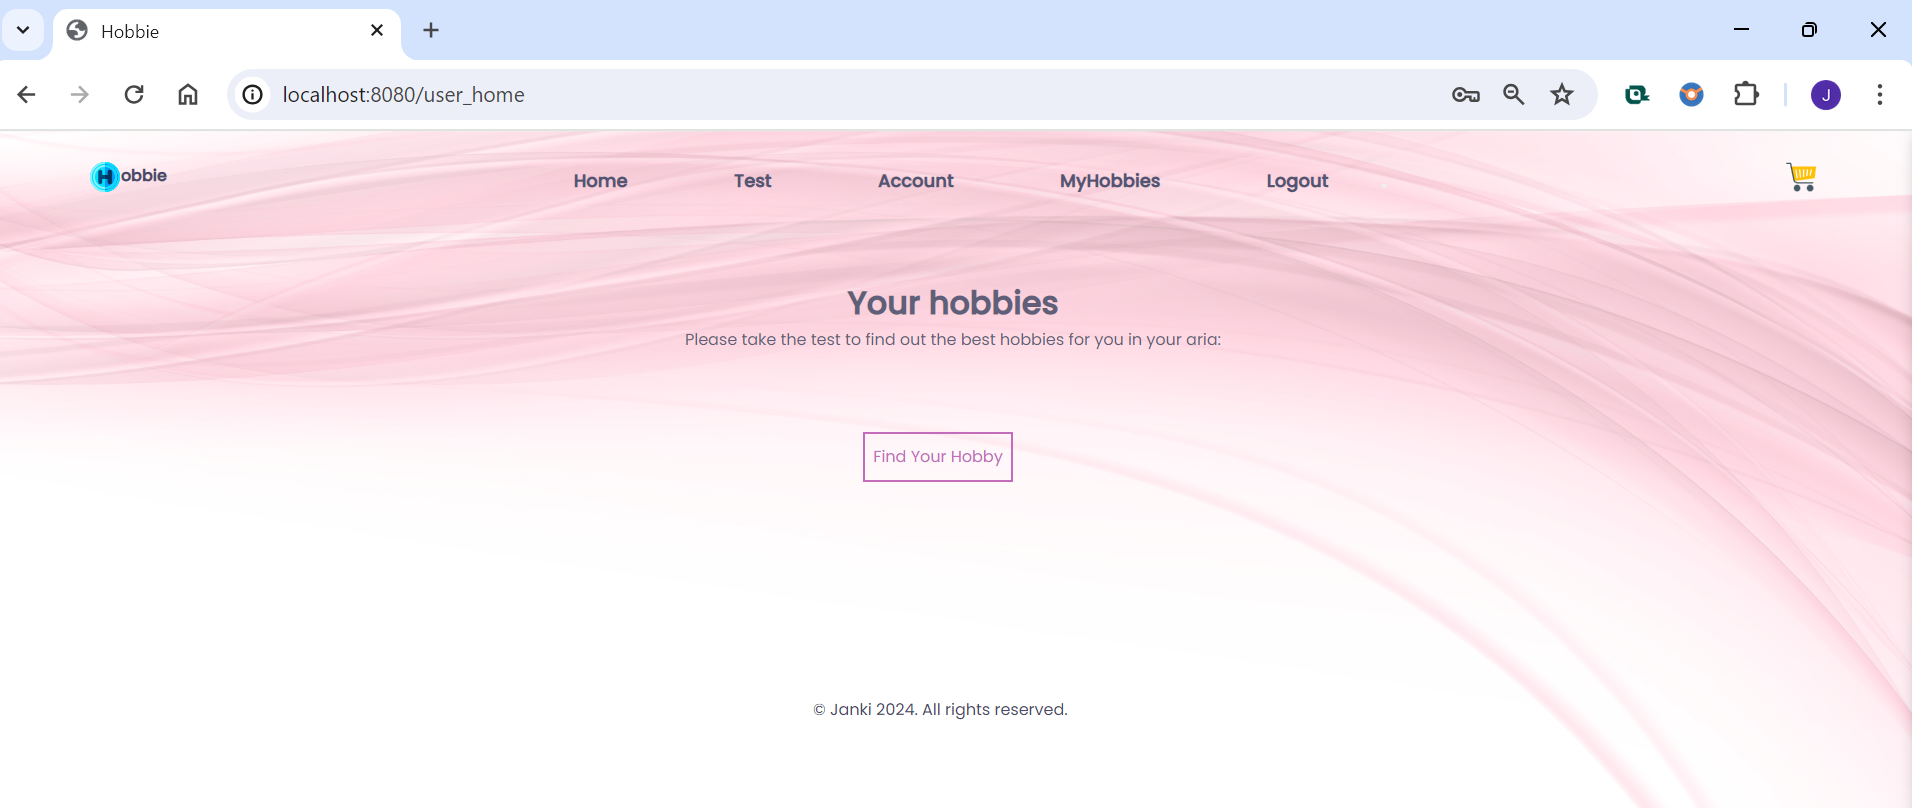 Hobbie
localhost:8080/user_home
J
Hobbie
Home Test Account MyHobbies Logout
Your hobbies
Please take the test to find out the best hobbies for you in your aria:
Find Your Hobby
© Janki 2024. All rights reserved.